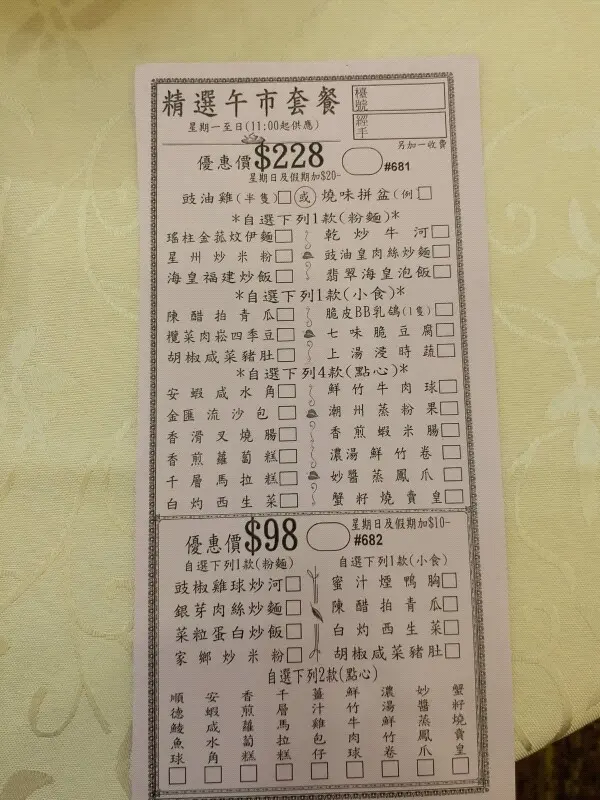 精選午市套餐
星期一至日(11:00起供應)
檯號
經手
另加一收費
優惠價$228 #681
星期日及假期加$20-
豉油雞(半隻)□或燒味拼盆(例)□
*自選下列1款(粉麵)*
瑤柱金菰炆伊麵□ 乾炒牛河□
星州炒米粉□ 豉油皇肉絲炒麵□
海皇福建炒飯□ 翡翠海皇泡飯□
*自選下列1款(小食)*
陳醋拍青瓜□ 脆皮BB乳鴿(1隻)□
欖菜肉崧四季豆□ 七味脆豆腐□
胡椒咸菜豬肚□ 上湯浸時蔬□
*自選下列4款(點心)*
安蝦咸水角□ 鮮竹牛肉球□
金匯流沙包□ 潮州蒸粉果□
香滑叉燒腸□ 香煎蝦米腸□
香煎蘿蔔糕□ 濃湯鮮竹卷□
千層馬拉糕□ 妙醬蒸鳳爪□
白灼西生菜□ 蟹籽燒賣皇□
優惠價$98 #682
星期日及假期加$10-
自選下列1款(粉麵) 自選下列1款(小食)
豉椒雞球炒河□ 蜜汁煙鴨胸□
銀芽肉絲炒麵□ 陳醋拍青瓜□
菜粒蛋白炒飯□ 白灼西生菜□
家鄉炒米粉□ 胡椒咸菜豬肚□
自選下列2款(點心)
順德鯪魚球□
安蝦咸水角□
香煎蘿蔔糕□
千層馬拉糕□
薑汁雞包仔□
鮮竹牛肉球□
濃湯鮮竹卷□
妙醬蒸鳳爪□
蟹籽燒賣皇□